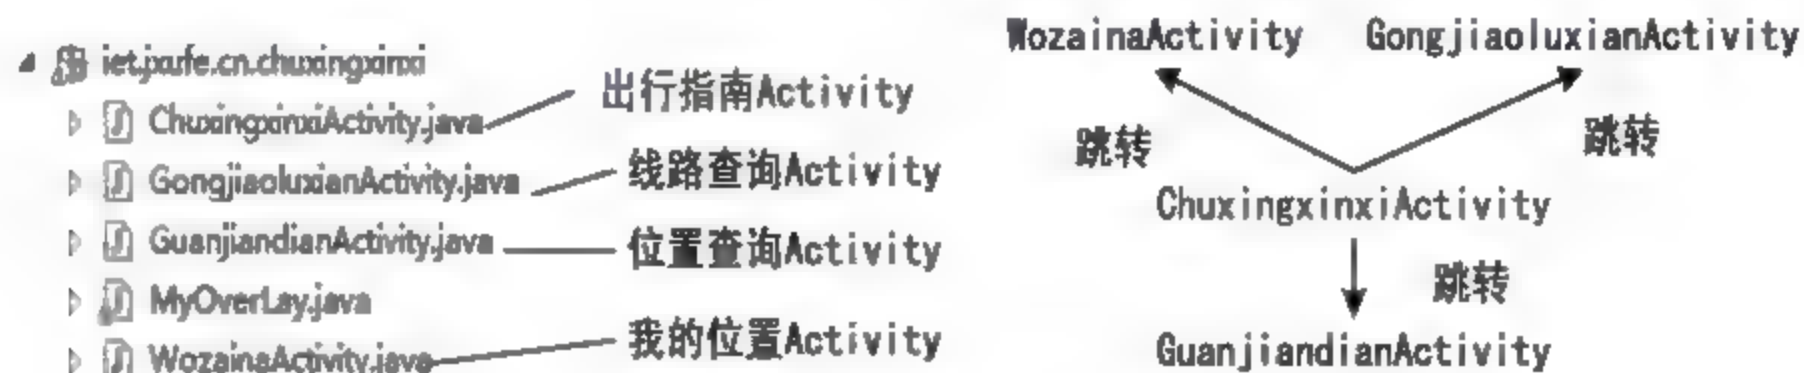 iet.jxufe.cn.chuxingxinxi
ChuxingxinxiActivity.java
出行指南Activity
GongjiaoluxianActivity.java
线路查询Activity
GuanjiandianActivity.java
位置查询Activity
MyOverLay.java
WozainaActivity.java
我的位置Activity
WozainaActivity
GongjiaoluxianActivity
跳转
跳转
ChuxingxinxiActivity
跳转
GuanjiandianActivity